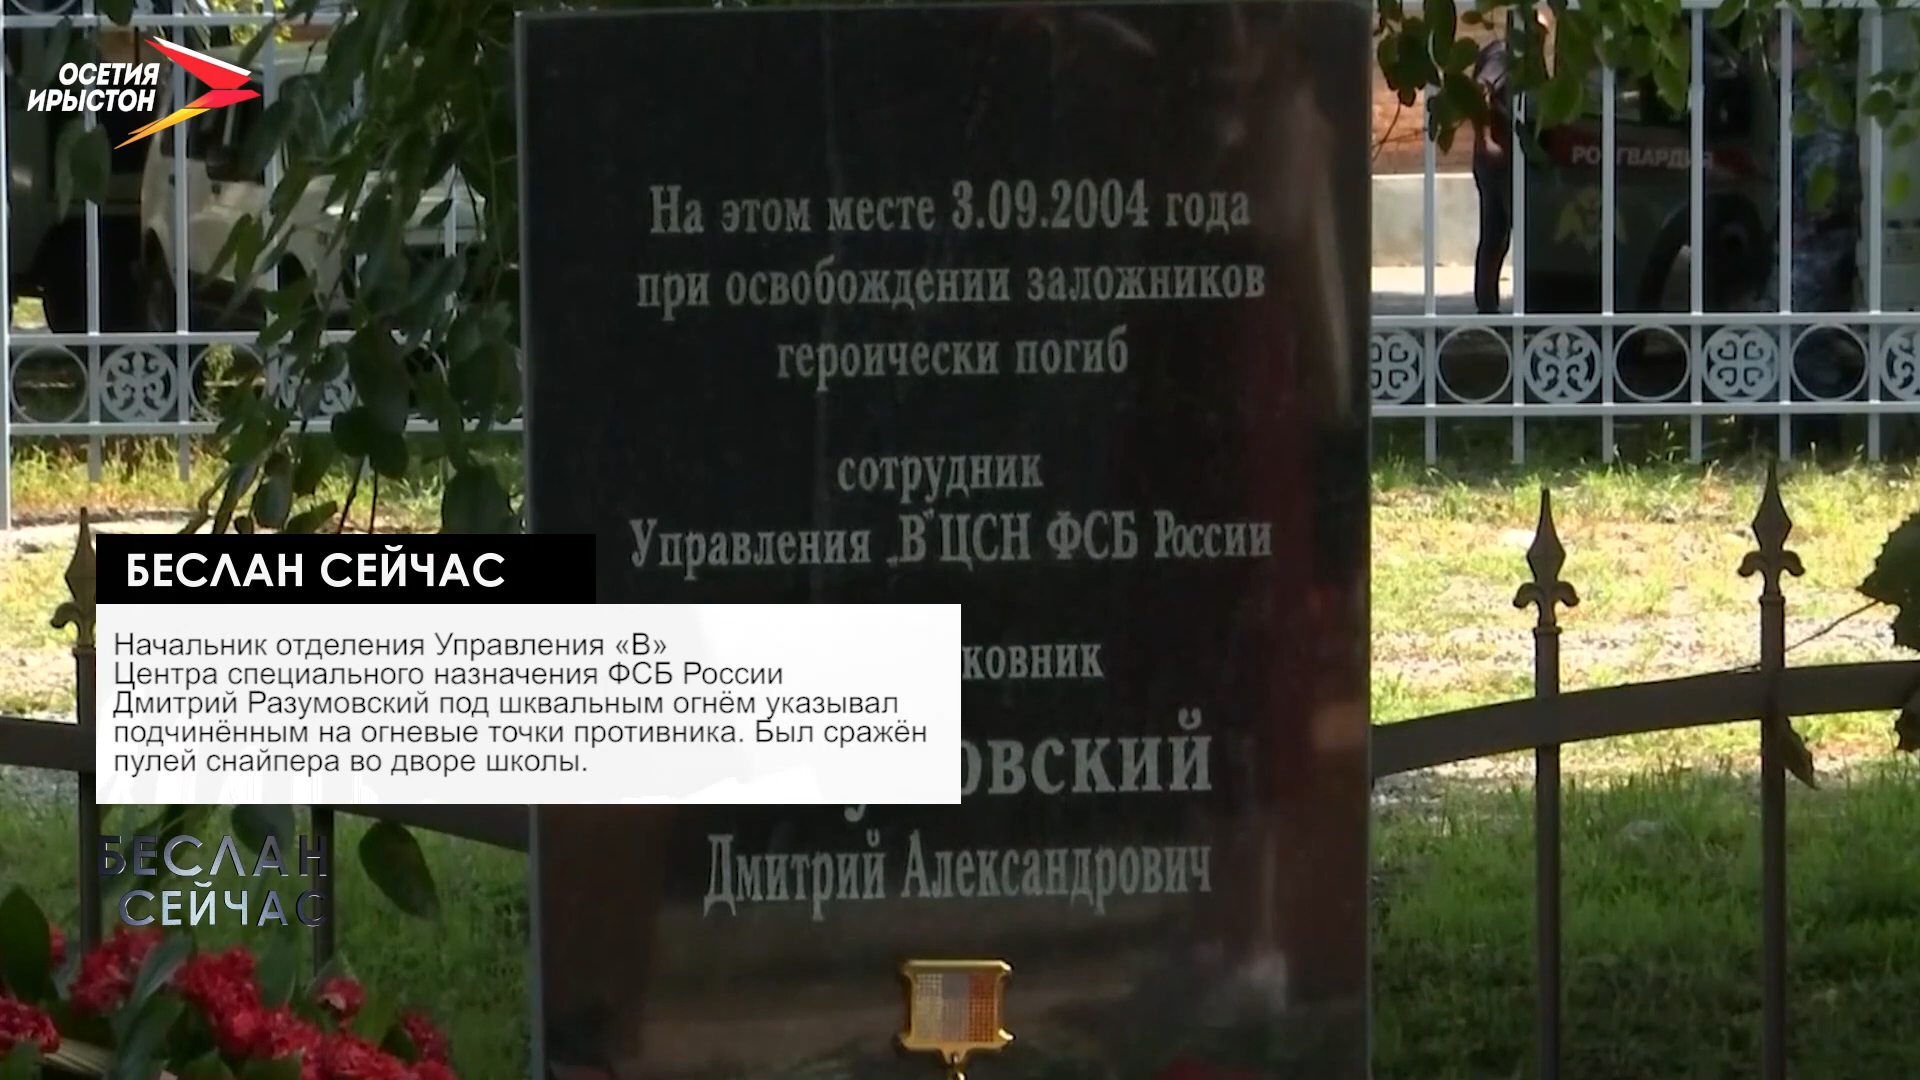 ОСЕТИЯ
ИРЫСТОН
На этом месте 3.09.2004 года
при освобождении заложников
героически погиб
сотрудник
Управления „В" ЦСН ФСБ России
ковник
овский
Дмитрий Александрович
РОСГВАРДИЯ
БЕСЛАН СЕЙЧАС
Начальник отделения Управления «В»
Центра специального назначения ФСБ России
Дмитрий Разумовский под шквальным огнём указывал
подчинённым на огневые точки противника. Был сражён
пулей снайпера во дворе школы.
БЕСЛАН
СЕЙЧАС